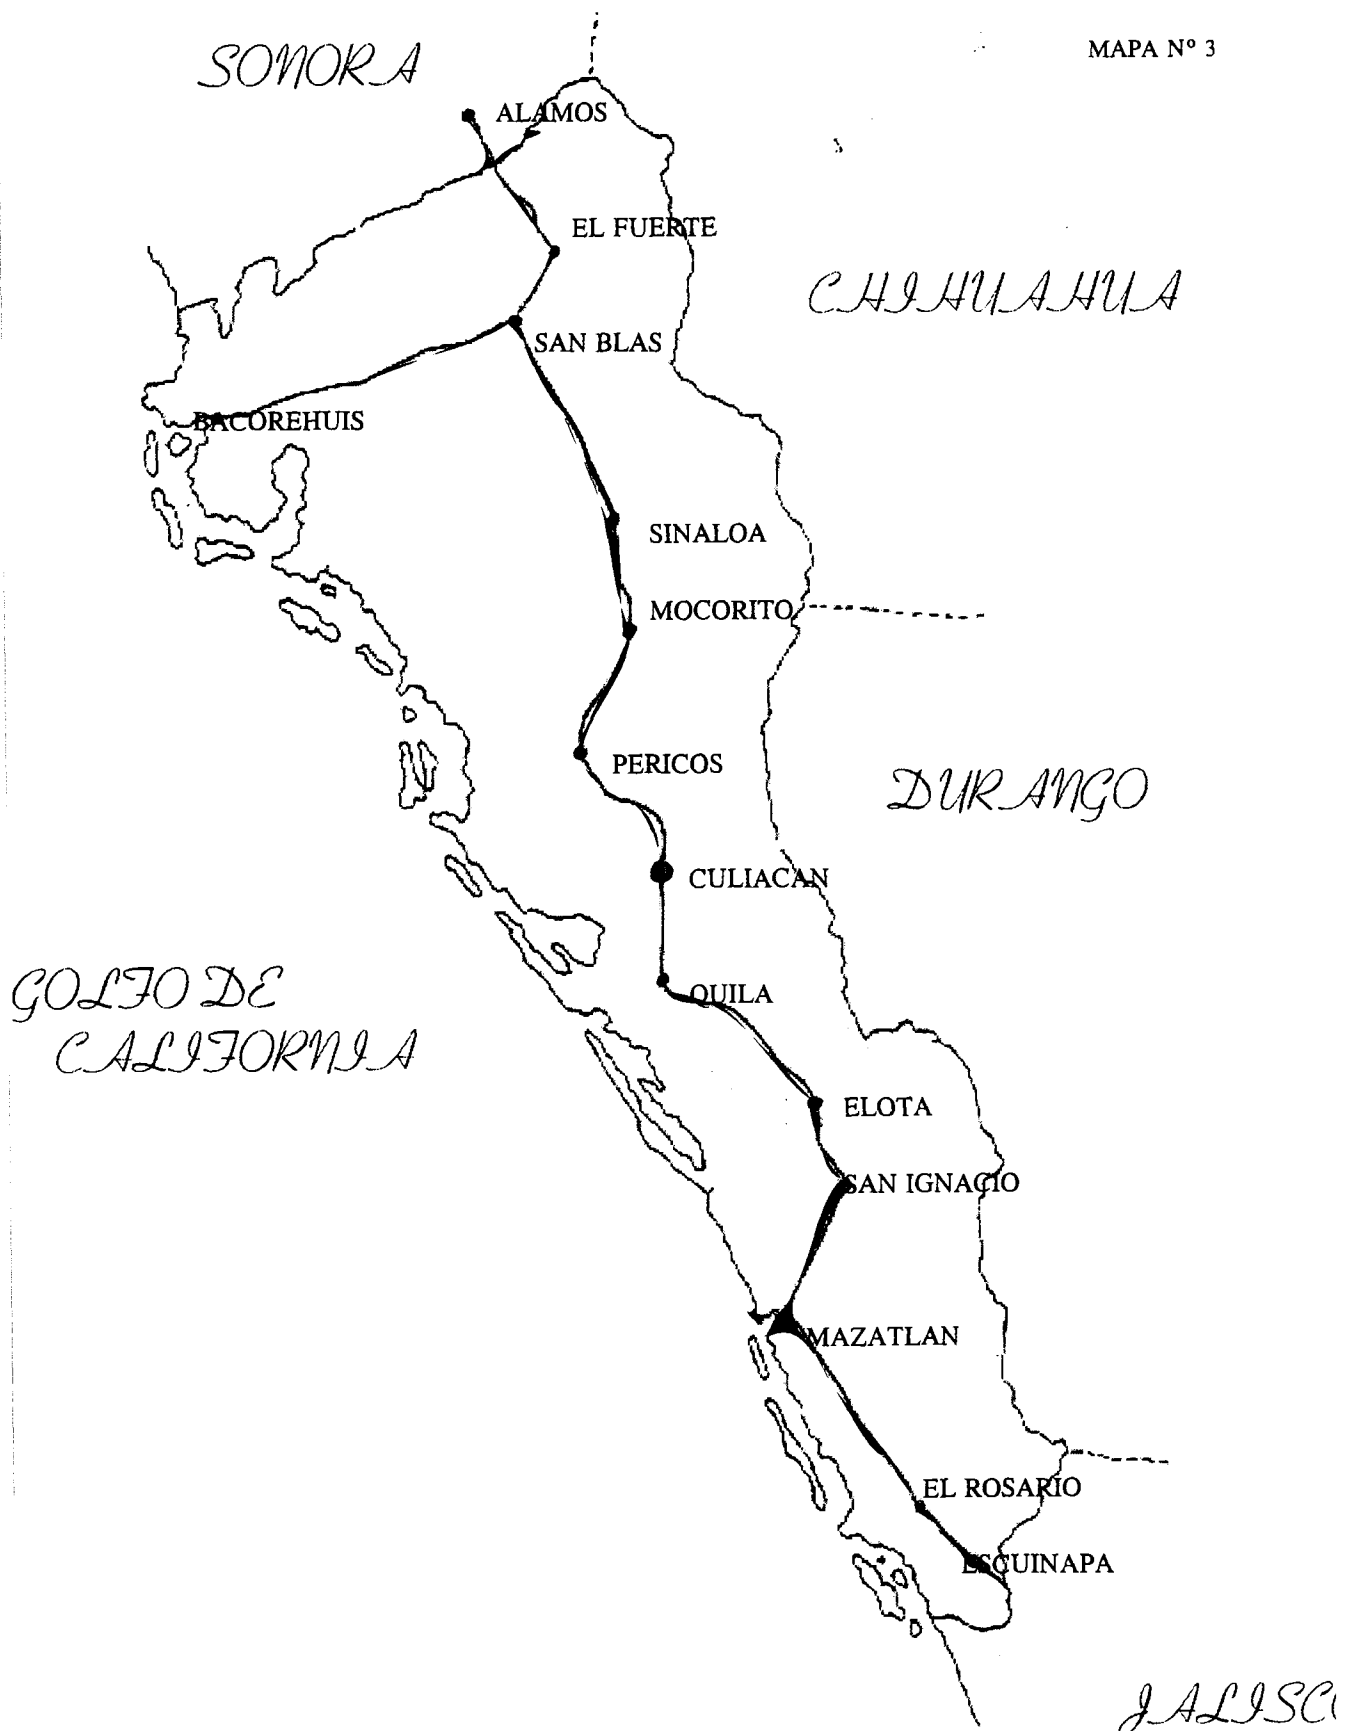 MAPA Nº 3
SONORA
ALAMOS
EL FUERTE
CHIHUAHUA
SAN BLAS
BACOREHUIS
SINALOA
MOCORITO
PERICOS
DURANGO
CULIACAN
GOLFO DE
CALIFORNIA
QUILA
ELOTA
SAN IGNACIO
MAZATLAN
EL ROSARIO
ESCUINAPA
JALISCO